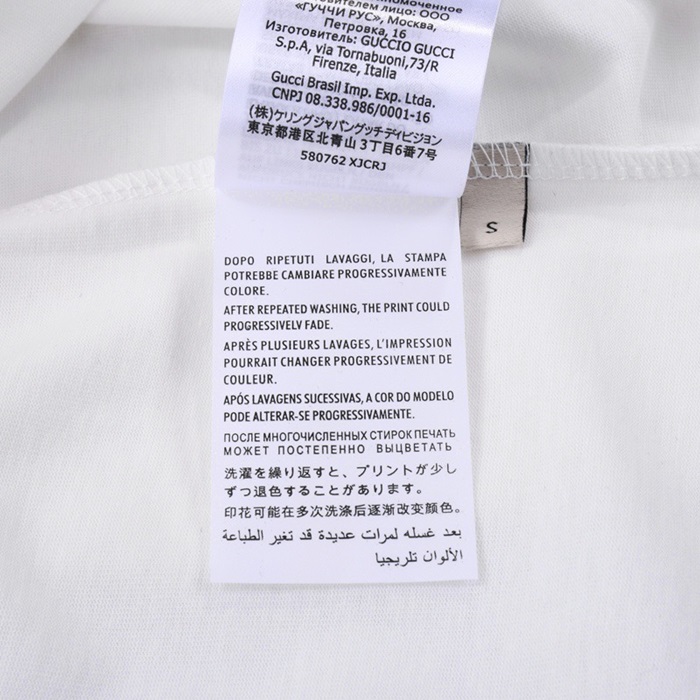 вителем лицо: ООО
«ГУЧЧИ РУС», Москва,
Петровка, 16
Изготовитель: GUCCIO GUCCI
S.p.A, via Tornabuoni,73/R
Firenze, Italia
Gucci Brasil Imp. Exp. Ltda.
CNPJ 08.338.986/0001-16
(株)ケリングジャパングッチディビジョン
東京都港区北青山3丁目6番7号
580762 XJCRJ
S
DOPO RIPETUTI LAVAGGI, LA STAMPA
POTREBBE CAMBIARE PROGRESSIVAMENTE
COLORE.
AFTER REPEATED WASHING, THE PRINT COULD
PROGRESSIVELV FADE.
APRÈS PLUSIEURS LAVAGES, L'IMPRESSION
POURRAIT CHANGER PROGRESSIVEMENT DE
COULEUR.
APÓS LAVAGENS SUCESSIVAS, A COR DO MODELO
PODE ALTERAR-SE PROGRESSIVAMENTE.
ПОСЛЕ МНОГОЧИСЛЕННЫХ СТИРОК ПЕЧАТЬ
МОЖЕТ ПОСТЕПЕННО ВЫЦВЕТАТЬ
洗濯を繰り返すと、プリントが少し
ずつ退色することがあります。
印花可能在多次洗涤后逐渐改变颜色。
بعد غسله لمرات عديدة قد تغير الطباعة
الألوان تلريجيا